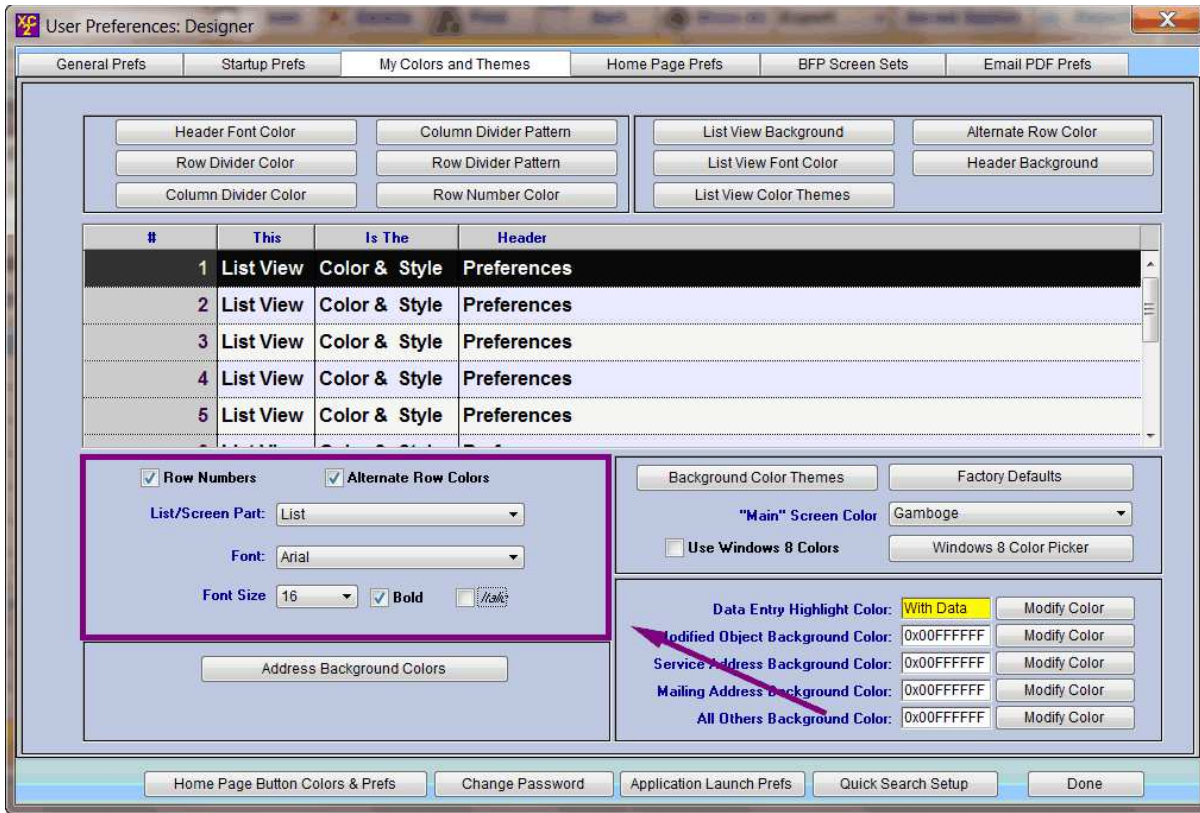 User Preferences: Designer
General Prefs Startup Prefs My Colors and Themes Home Page Prefs BFP Screen Sets Email PDF Prefs
Header Font Color Column Divider Pattern List View Background Alternate Row Color
Row Divider Color Row Divider Pattern List View Font Color Header Background
Column Divider Color Row Number Color List View Color Themes
# This Is The Header
1 List View Color & Style Preferences
2 List View Color & Style Preferences
3 List View Color & Style Preferences
4 List View Color & Style Preferences
5 List View Color & Style Preferences
Row Numbers Alternate Row Colors Background Color Themes Factory Defaults
List/Screen Part: List "Main" Screen Color Gamboge
Font: Arial Use Windows 8 Colors Windows 8 Color Picker
Font Size 16 Bold Italic
Data Entry Highlight Color: With Data Modify Color
Modified Object Background Color: 0x00FFFFFF Modify Color
Address Background Colors Service Address Background Color: 0x00FFFFFF Modify Color
Mailing Address Background Color: 0x00FFFFFF Modify Color
All Others Background Color: 0x00FFFFFF Modify Color
Home Page Button Colors & Prefs Change Password Application Launch Prefs Quick Search Setup Done